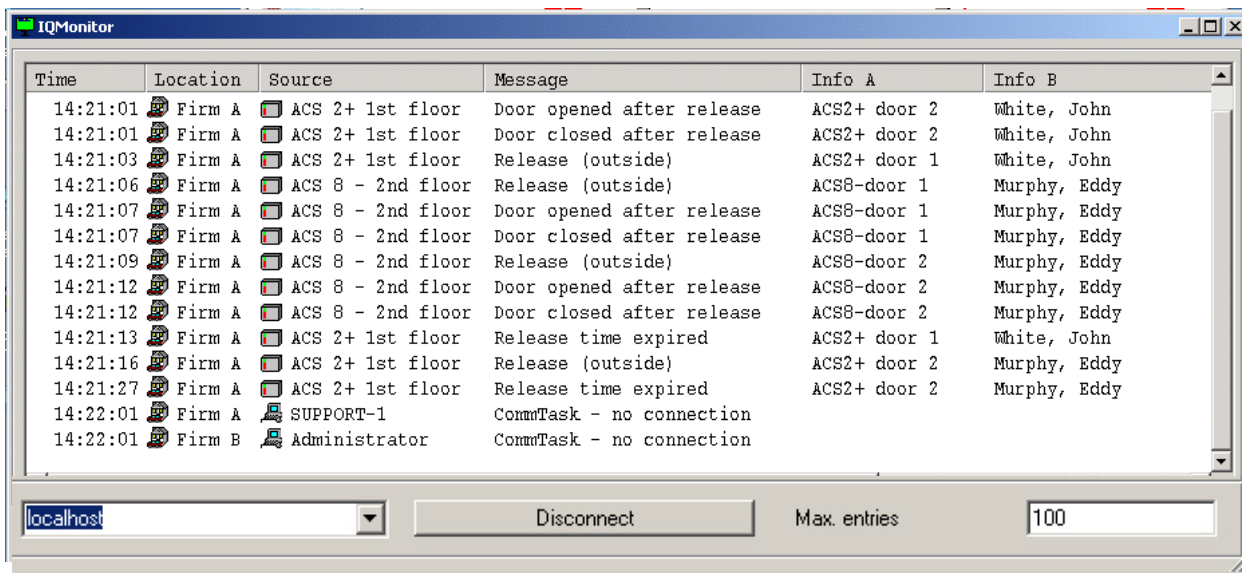 IQMonitor
Time Location Source Message Info A Info B
14:21:01 Firm A ACS 2+ 1st floor Door opened after release ACS2+ door 2 White, John
14:21:01 Firm A ACS 2+ 1st floor Door closed after release ACS2+ door 2 White, John
14:21:03 Firm A ACS 2+ 1st floor Release (outside) ACS2+ door 1 White, John
14:21:06 Firm A ACS 8 - 2nd floor Release (outside) ACS8-door 1 Murphy, Eddy
14:21:07 Firm A ACS 8 - 2nd floor Door opened after release ACS8-door 1 Murphy, Eddy
14:21:07 Firm A ACS 8 - 2nd floor Door closed after release ACS8-door 1 Murphy, Eddy
14:21:09 Firm A ACS 8 - 2nd floor Release (outside) ACS8-door 2 Murphy, Eddy
14:21:12 Firm A ACS 8 - 2nd floor Door opened after release ACS8-door 2 Murphy, Eddy
14:21:12 Firm A ACS 8 - 2nd floor Door closed after release ACS8-door 2 Murphy, Eddy
14:21:13 Firm A ACS 2+ 1st floor Release time expired ACS2+ door 1 White, John
14:21:16 Firm A ACS 2+ 1st floor Release (outside) ACS2+ door 2 Murphy, Eddy
14:21:27 Firm A ACS 2+ 1st floor Release time expired ACS2+ door 2 Murphy, Eddy
14:22:01 Firm A SUPPORT-1 CommTask - no connection
14:22:01 Firm B Administrator CommTask - no connection
localhost Disconnect Max. entries 100